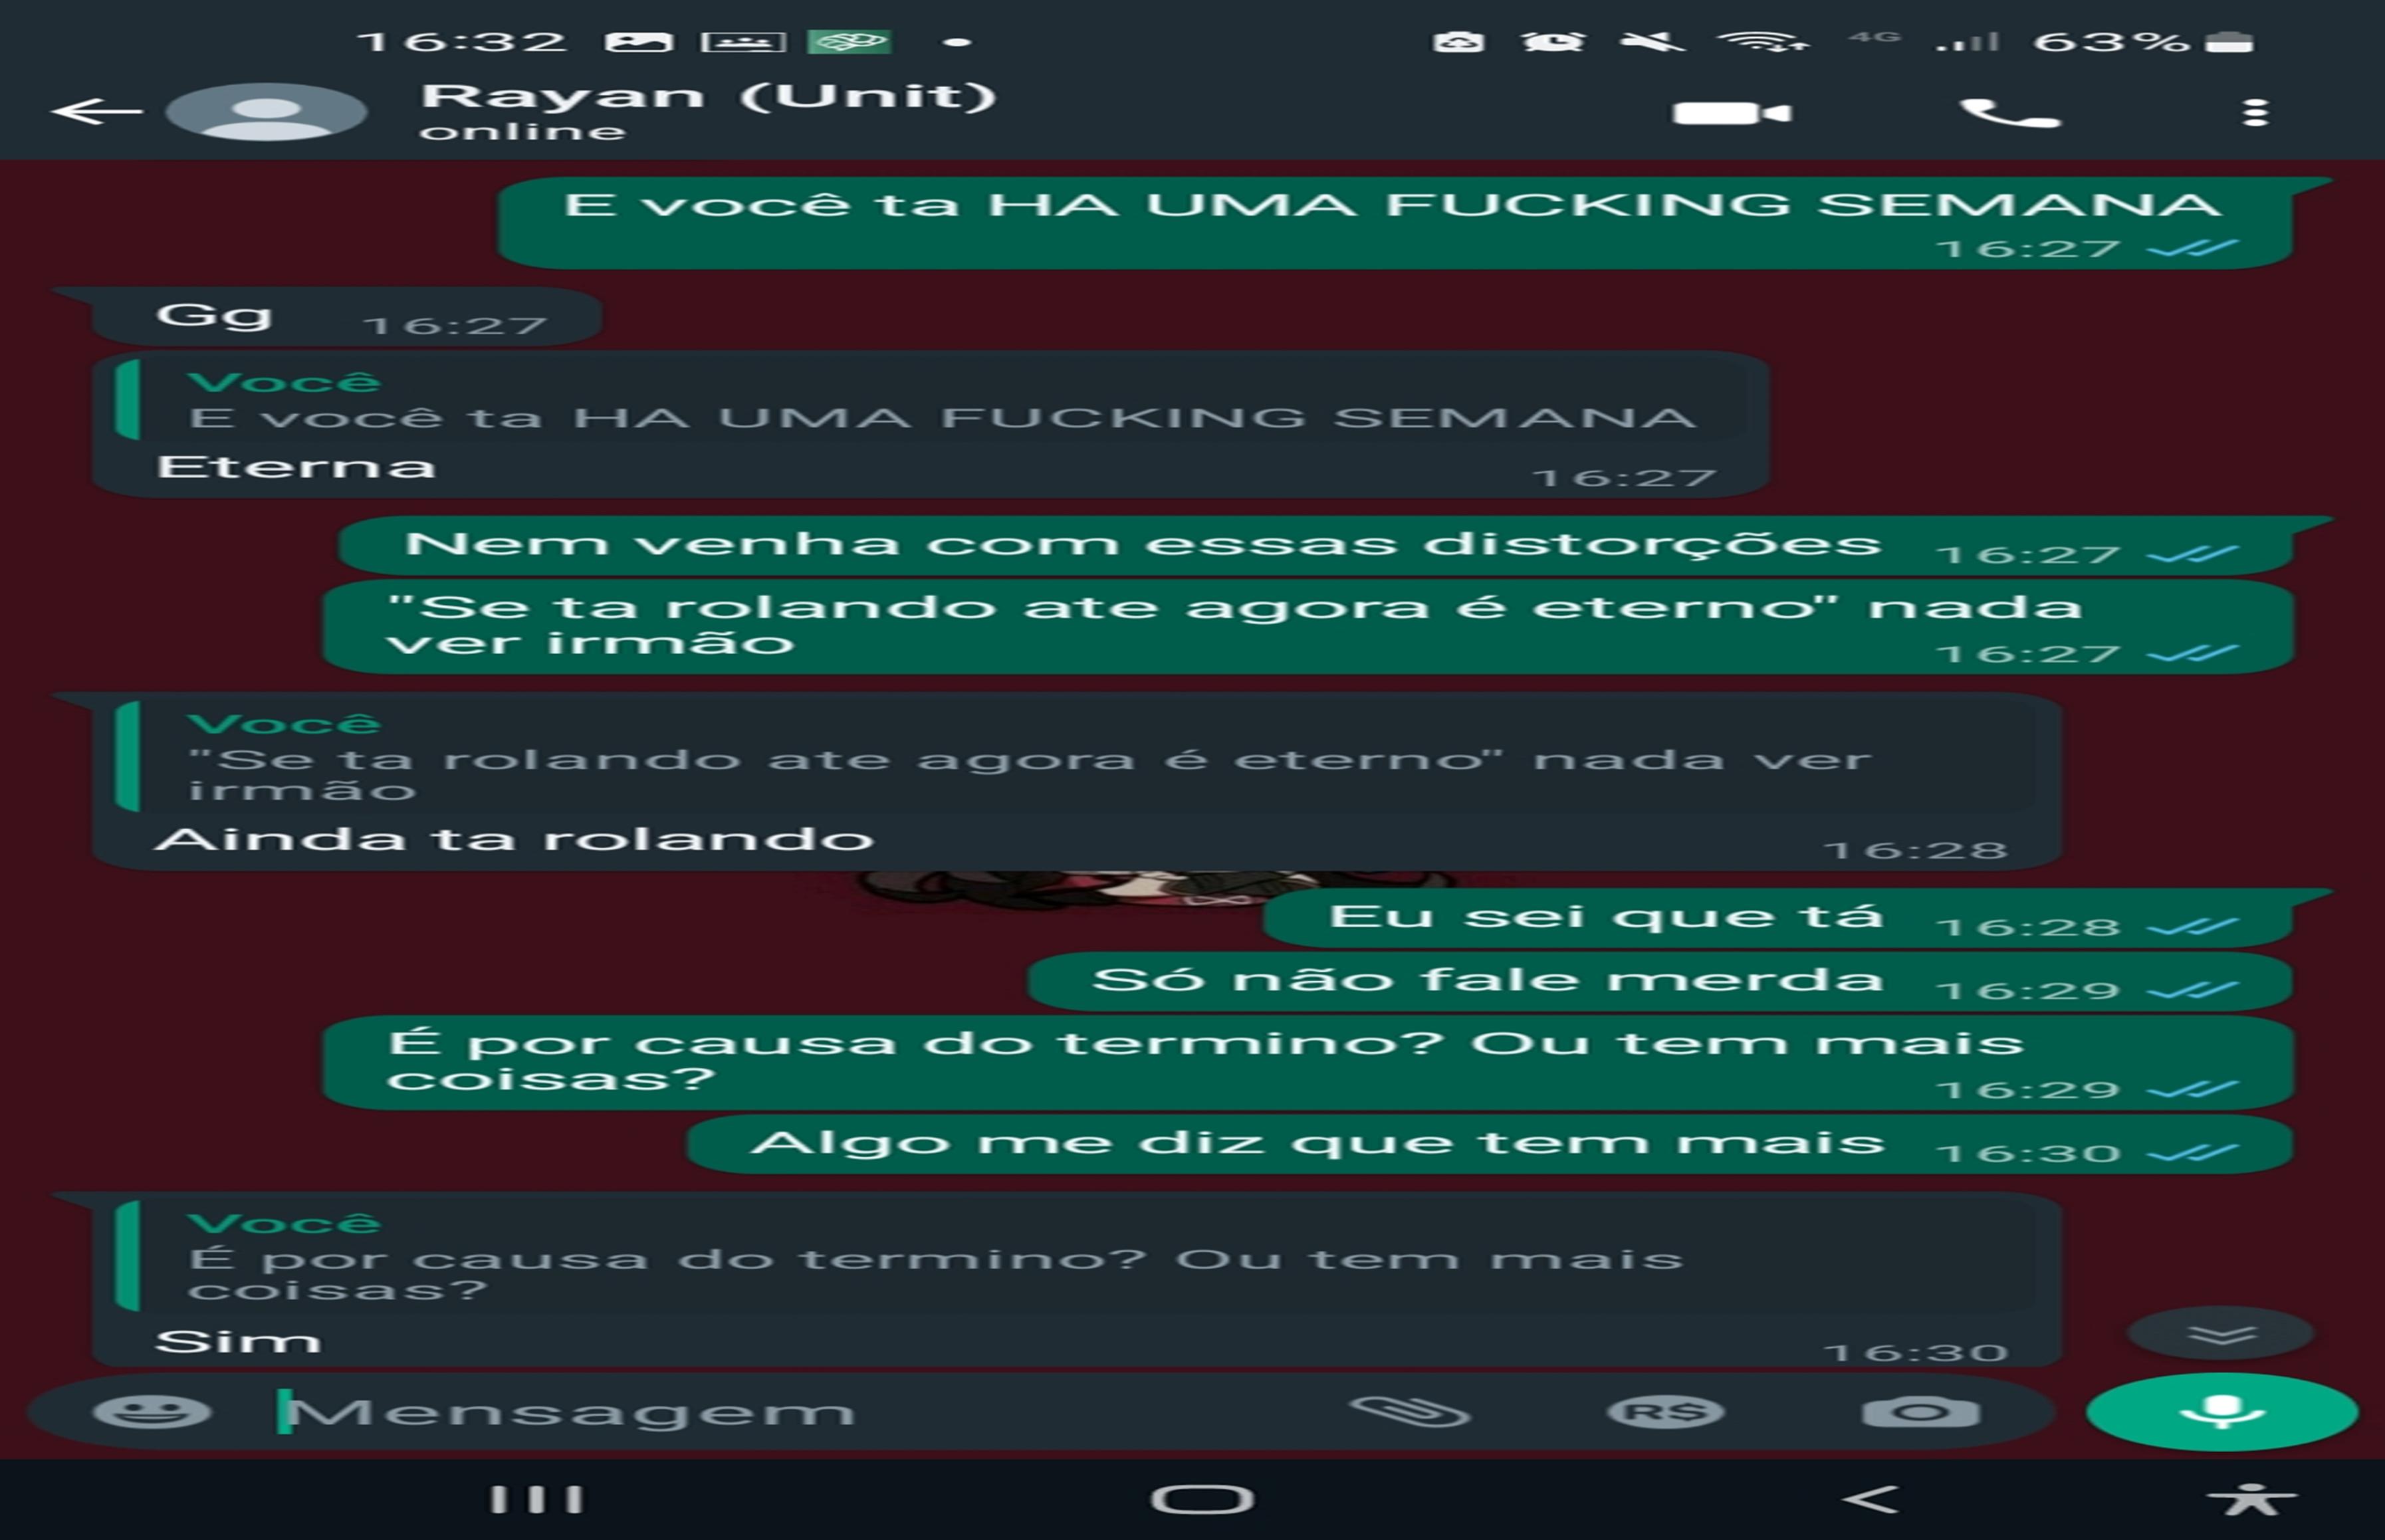 16:32
4G 63%
Rayan (Unit)
online
E você ta HA UMA FUCKING SEMANA
16:27
Gg 16:27
Você
E você ta HA UMA FUCKING SEMANA
Eterna 16:27
Nem venha com essas distorções 16:27
"Se ta rolando ate agora é eterno" nada
ver irmão 16:27
Você
"Se ta rolando ate agora é eterno" nada ver
irmão
Ainda ta rolando 16:28
Eu sei que tá 16:28
Só não fale merda 16:29
É por causa do termino? Ou tem mais
coisas? 16:29
Algo me diz que tem mais 16:30
Você
É por causa do termino? Ou tem mais
coisas?
Sim 16:30
Mensagem R$